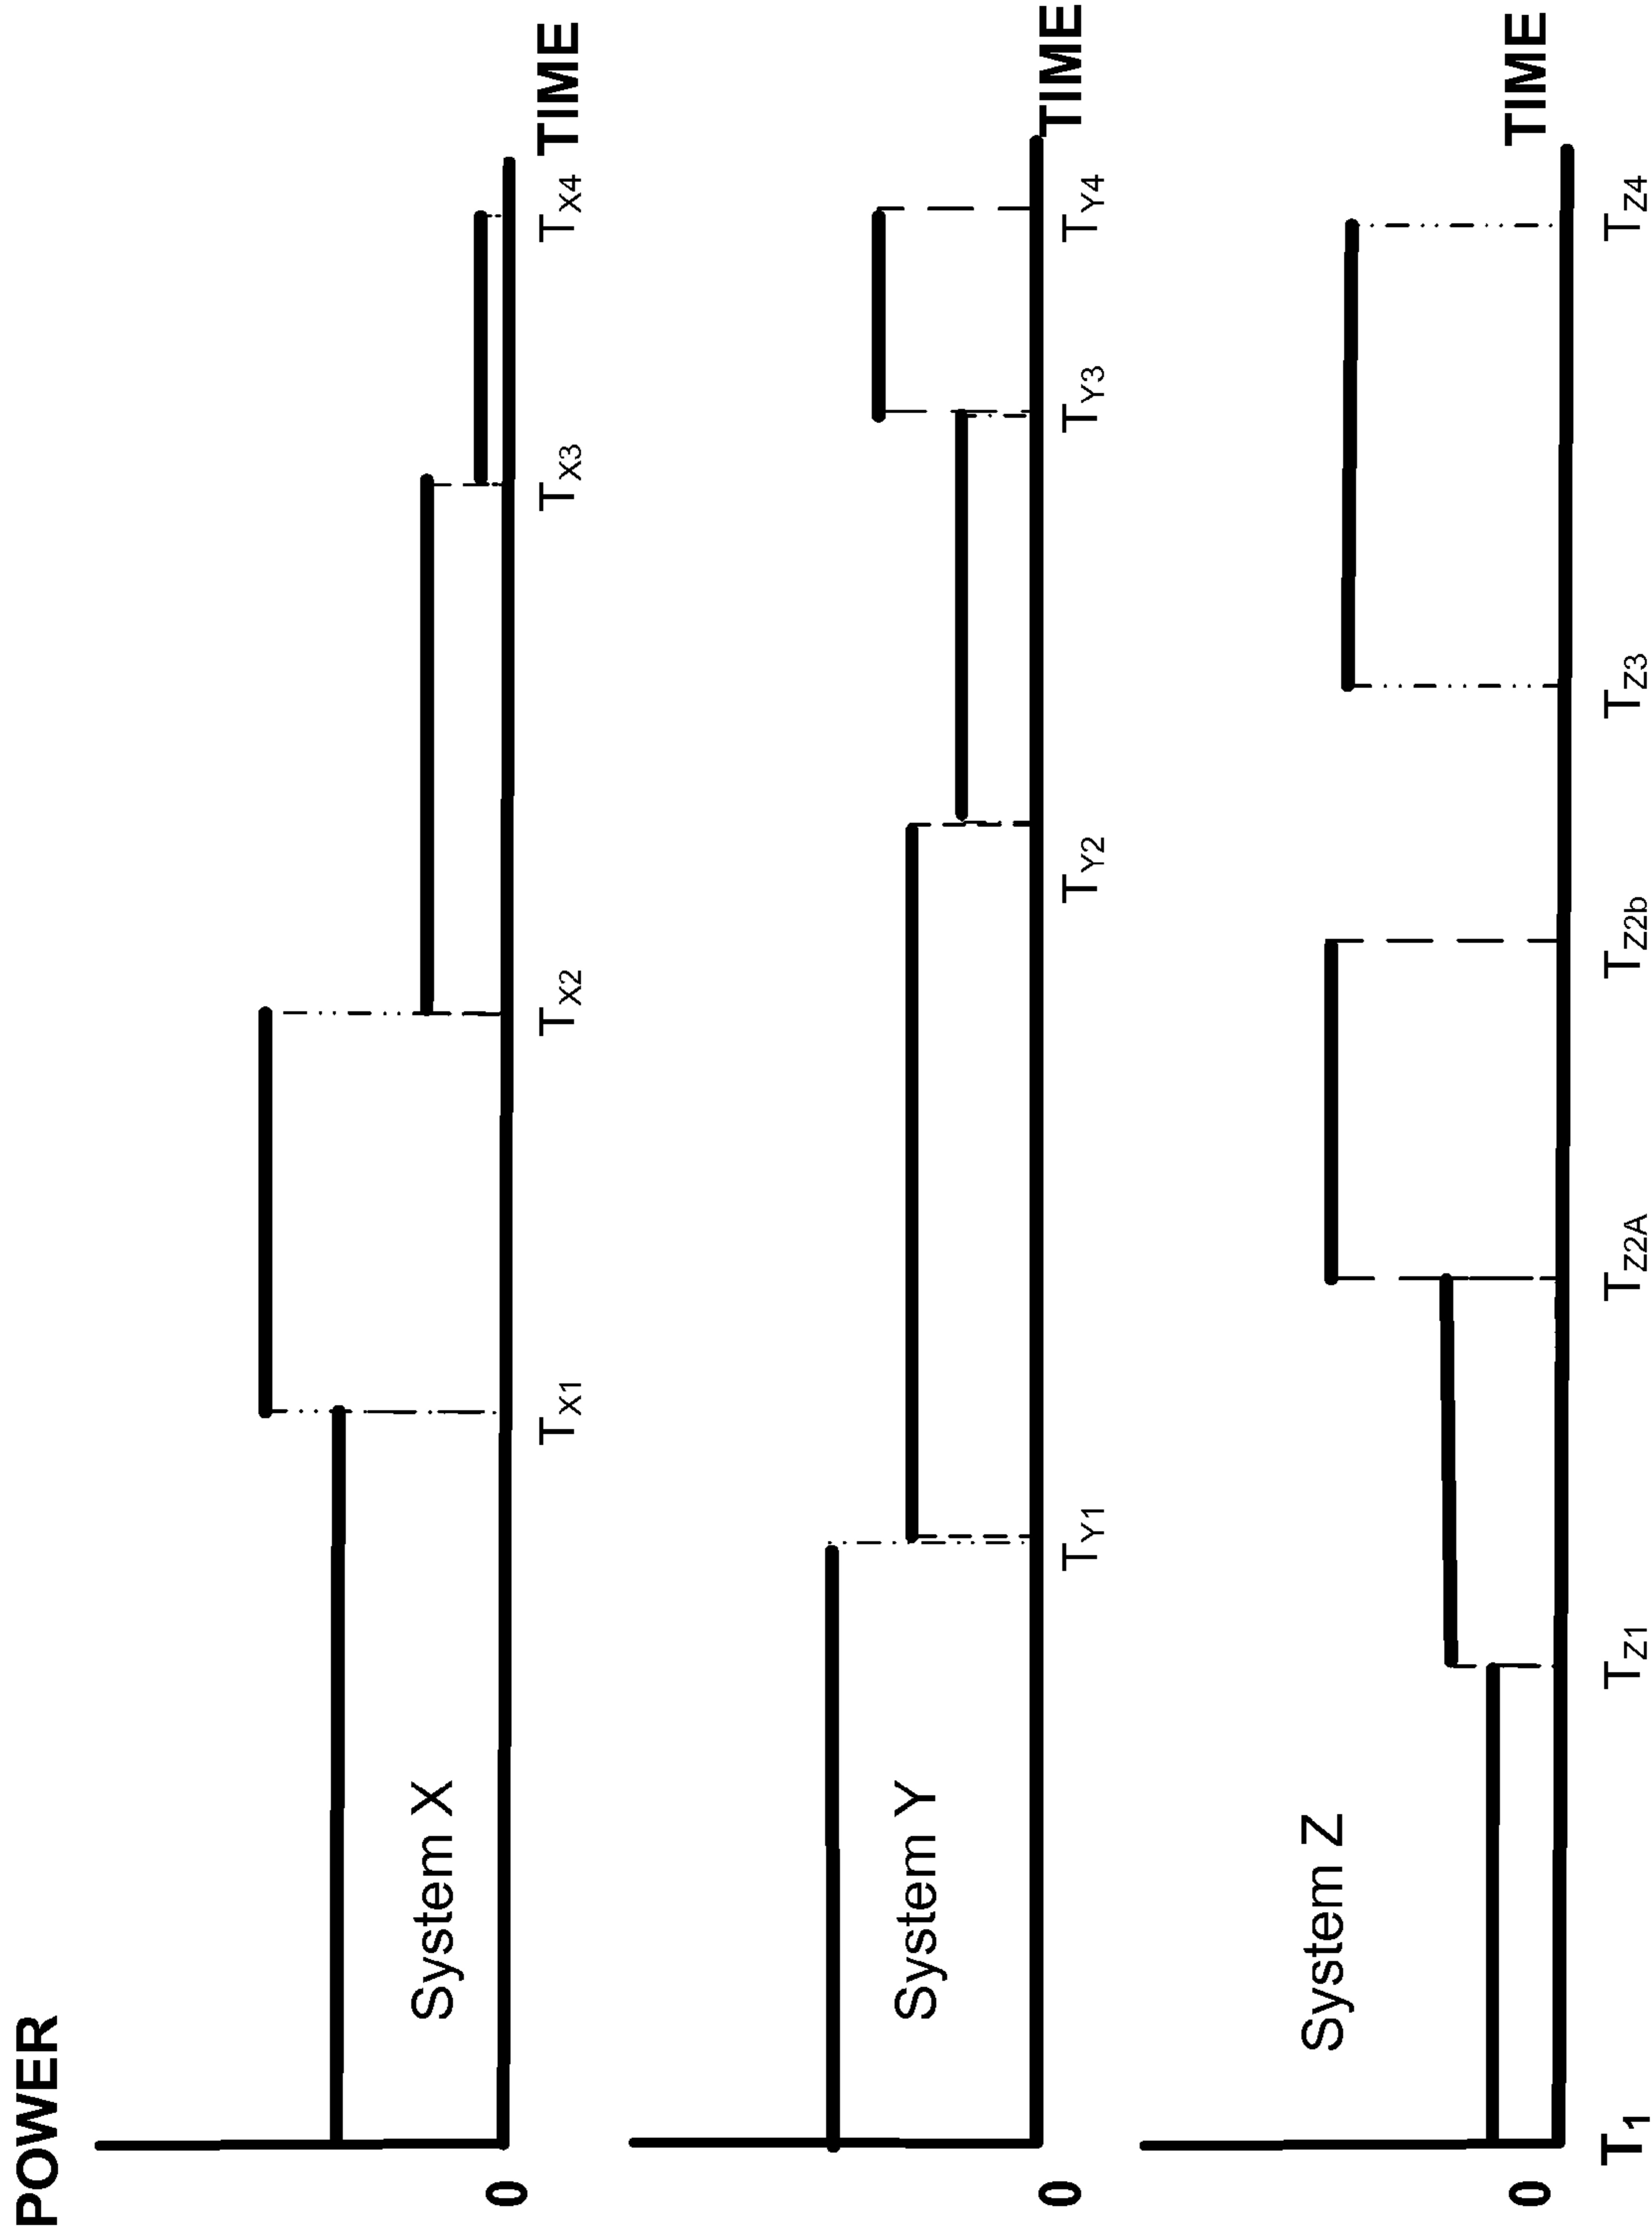 POWER
System X
0
TX1
TX2
TX3
TX4
TIME
System Y
0
TY1
TY2
TY3
TY4
TIME
System Z
0
TIME
T1
TZ1
TZ2A
TZ2b
TZ3
TZ4